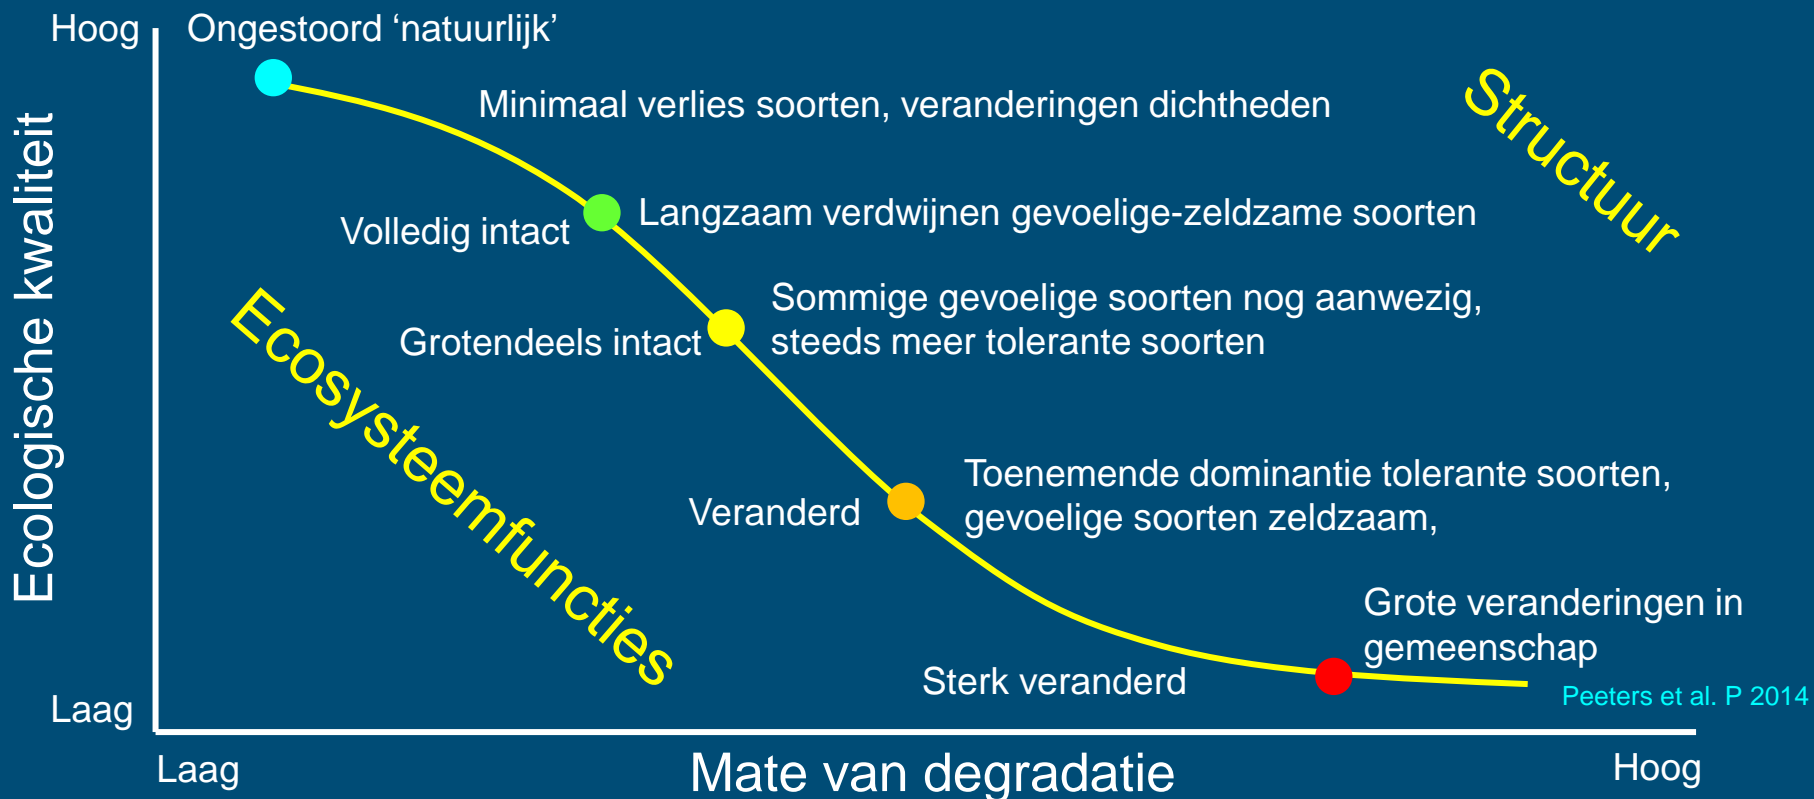 Hoog
Ongestoord ‘natuurlijk’
Minimaal verlies soorten, veranderingen dichtheden
Structuur
Ecologische kwaliteit
Volledig intact
Langzaam verdwijnen gevoelige-zeldzame soorten
Ecosysteemfuncties
Grotendeels intact
Sommige gevoelige soorten nog aanwezig,
steeds meer tolerante soorten
Veranderd
Toenemende dominantie tolerante soorten,
gevoelige soorten zeldzaam,
Grote veranderingen in
gemeenschap
Sterk veranderd
Peeters et al. P 2014
Laag
Laag
Mate van degradatie
Hoog